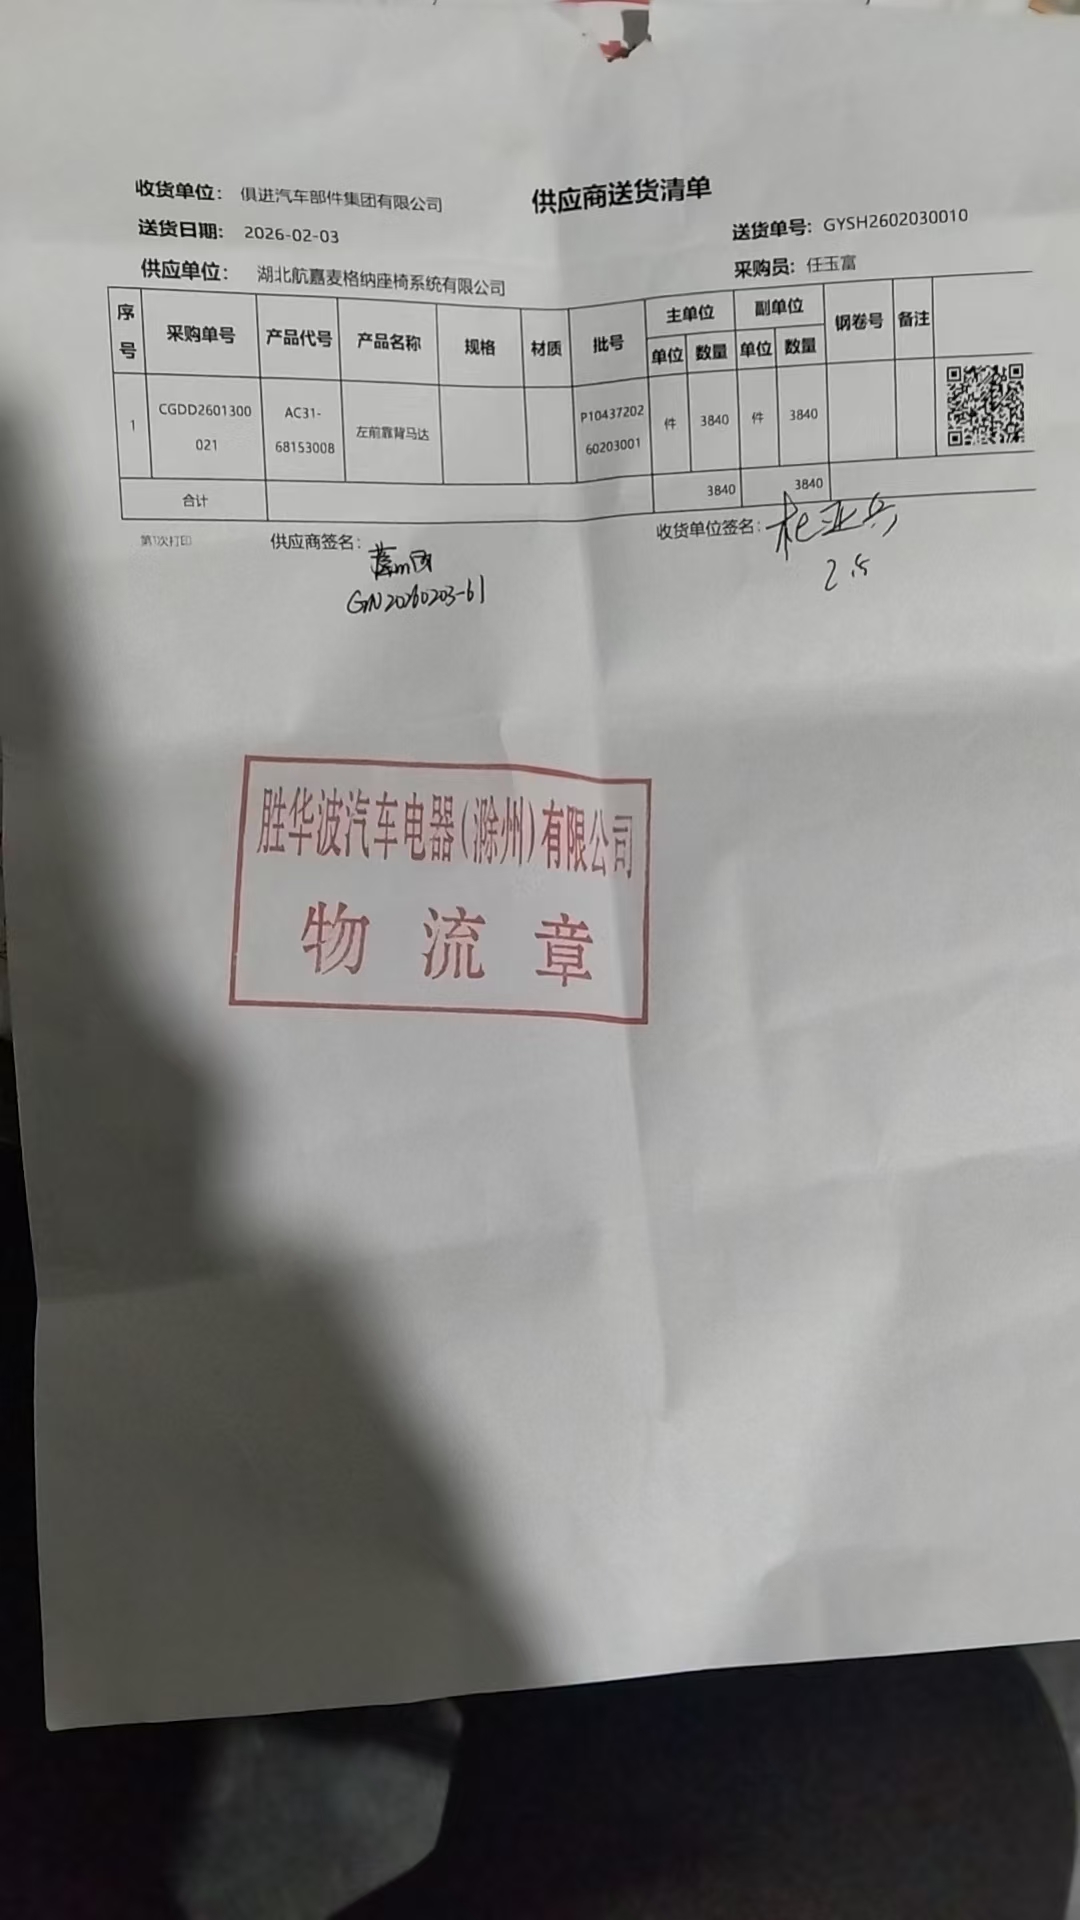 供应商送货清单
收货单位： 俱进汽车部件集团有限公司
送货日期： 2026-02-03
送货单号： GYSH2602030010
供应单位： 湖北航嘉麦格纳座椅系统有限公司
采购员： 任玉富
序号 采购单号 产品代号 产品名称 规格 材质 批号 主单位 副单位 钢卷号 备注
单位 数量 单位 数量
1 CGDD2601300021 AC31-68153008 左前靠背马达 P1043720260203001 件 3840 件 3840
合计 3840 3840
第1次打印 供应商签名： 收货单位签名：
GN20260203-61
2.5
胜华波汽车电器（滁州）有限公司
物流章